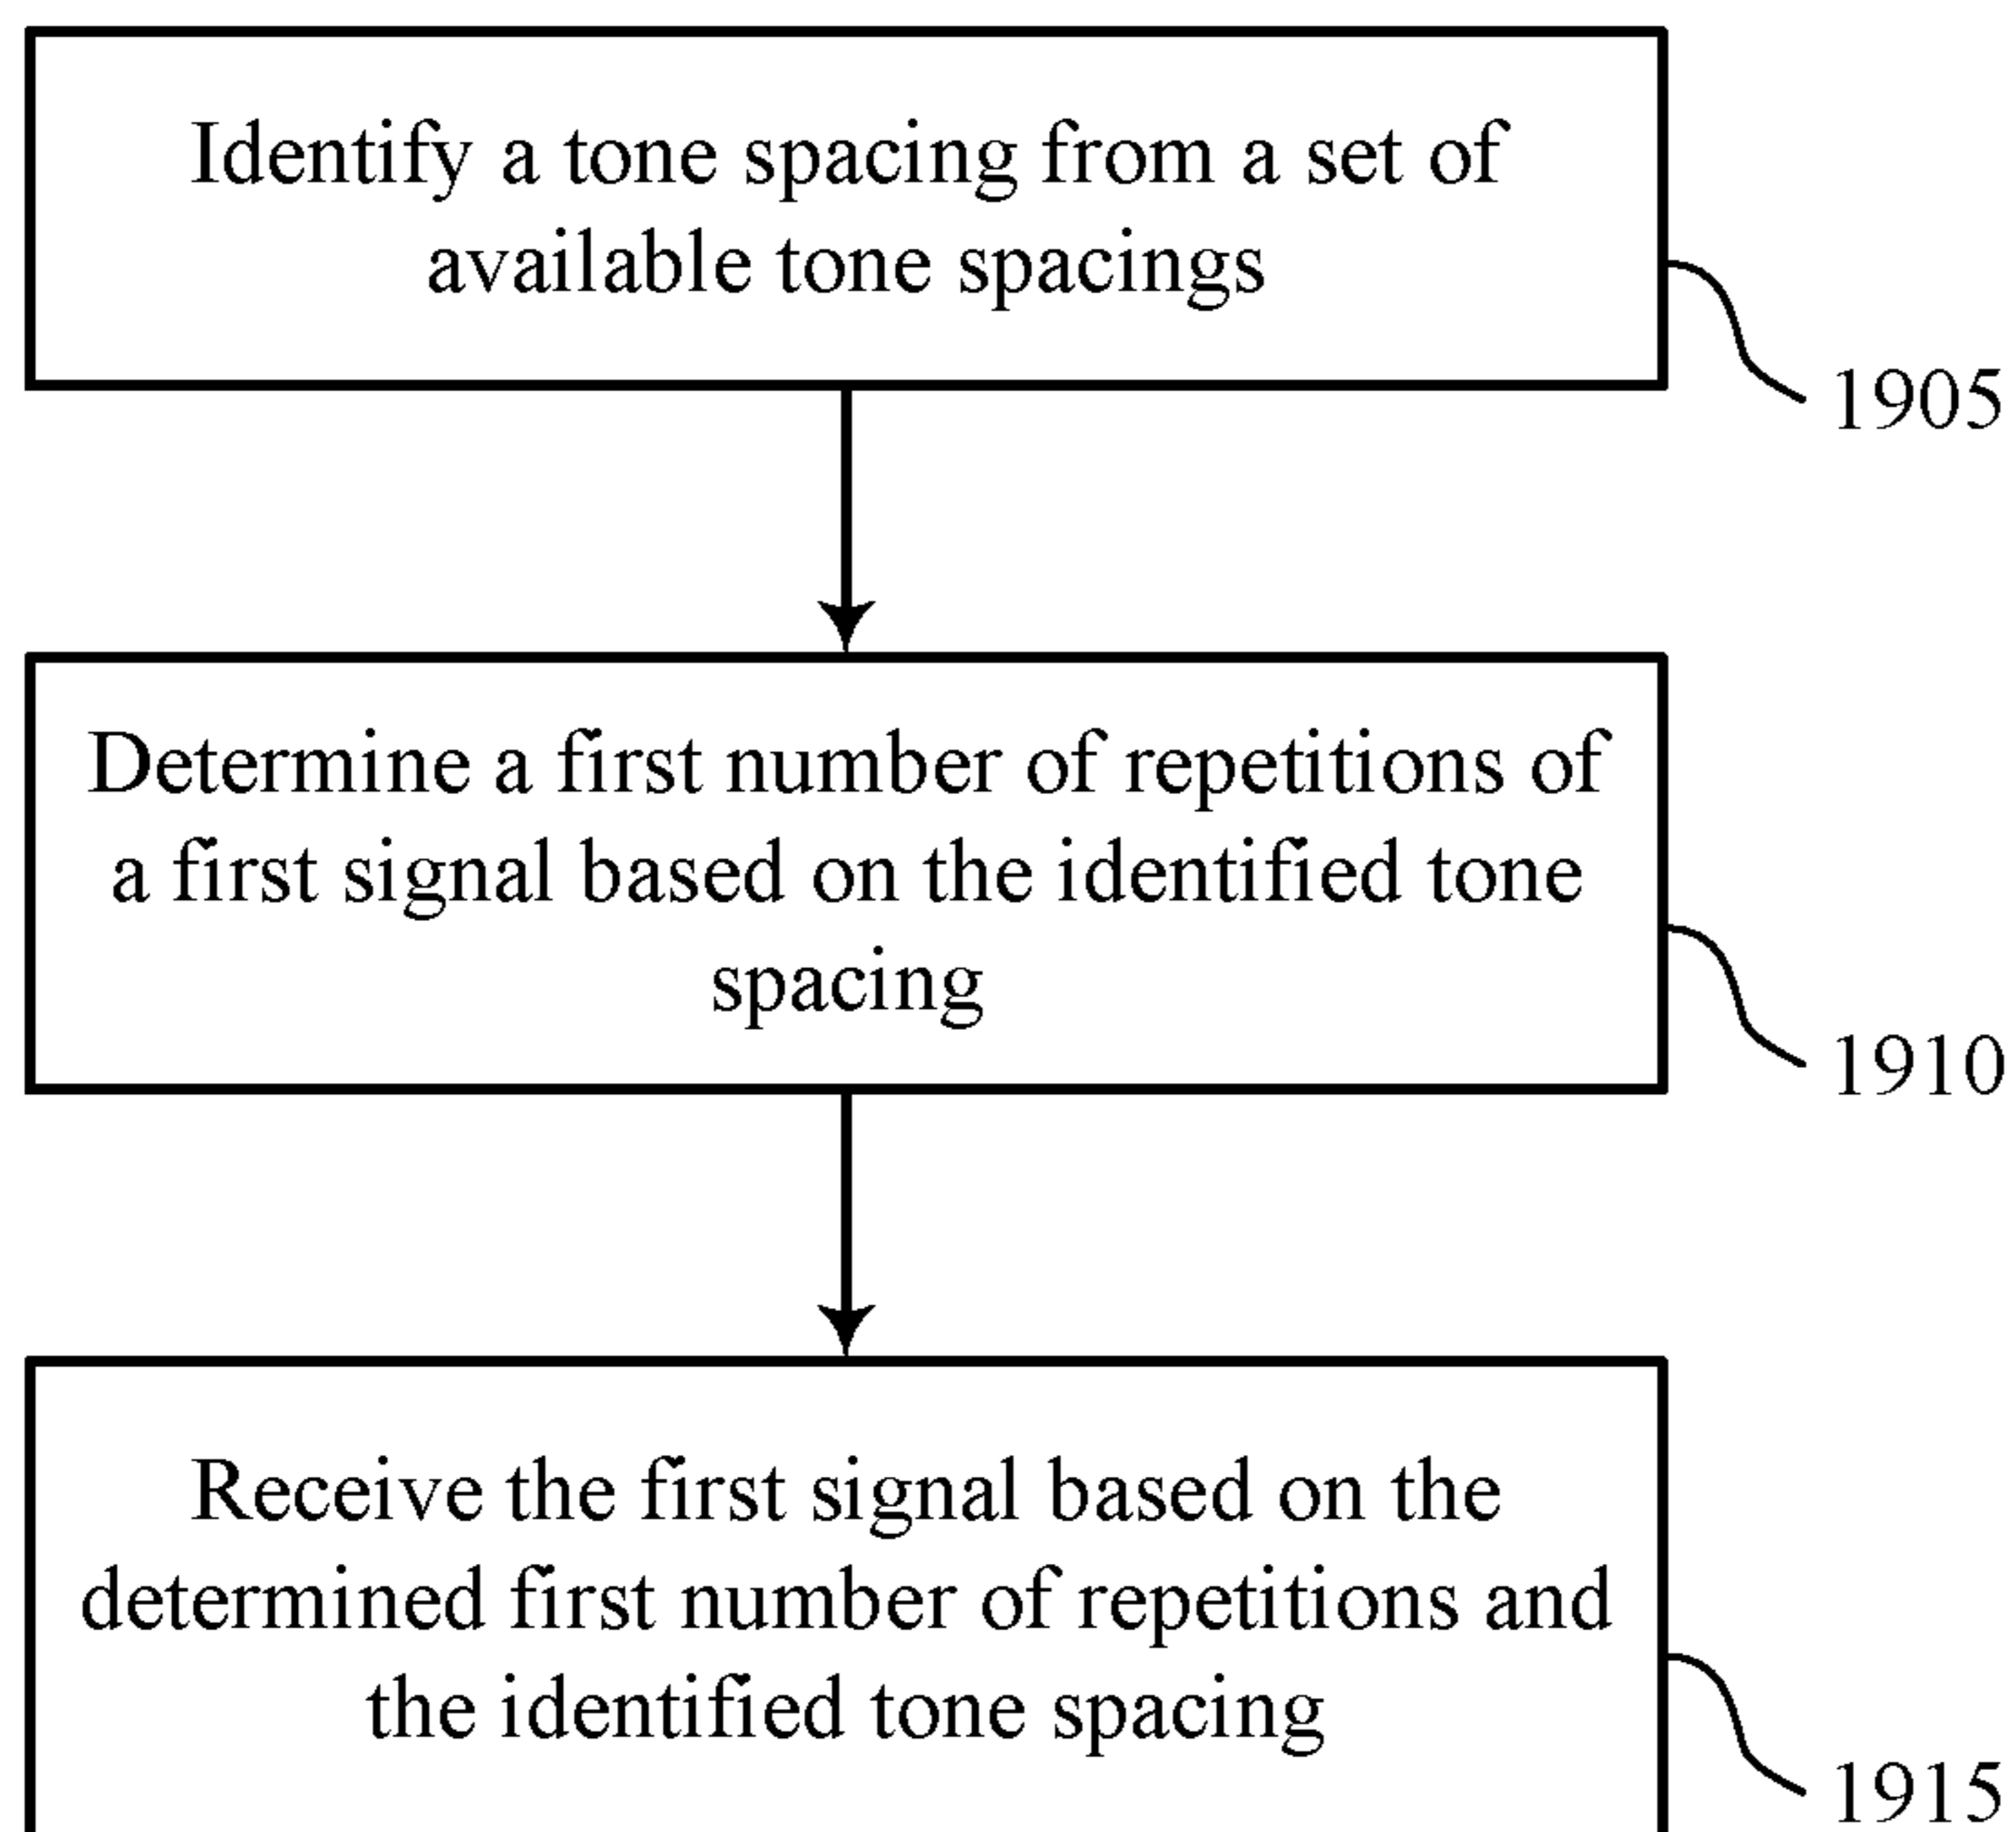 Identify a tone spacing from a set of
available tone spacings
1905
Determine a first number of repetitions of
a first signal based on the identified tone
spacing
1910
Receive the first signal based on the
determined first number of repetitions and
the identified tone spacing
1915